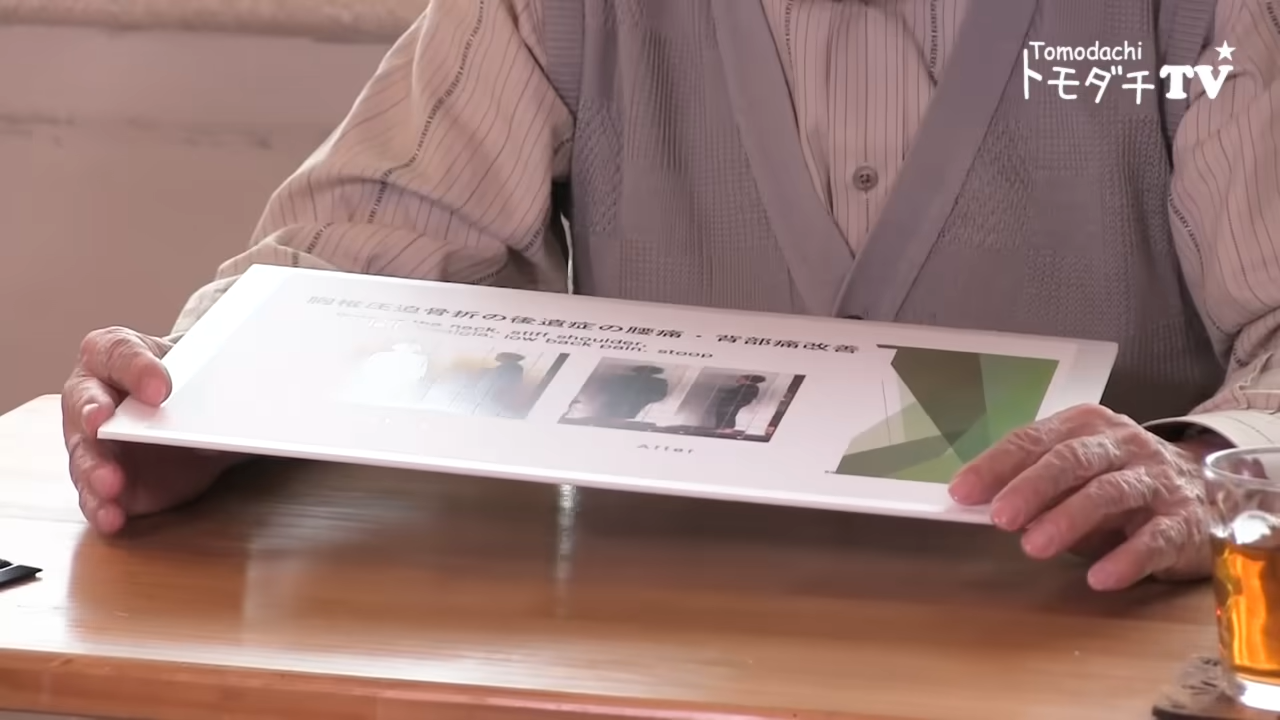 Tomodachi
トモダチTV
胸椎圧迫骨折の後遺症の腰痛・背部痛改善
neck, stiff shoulder,
low back pain, stoop
After